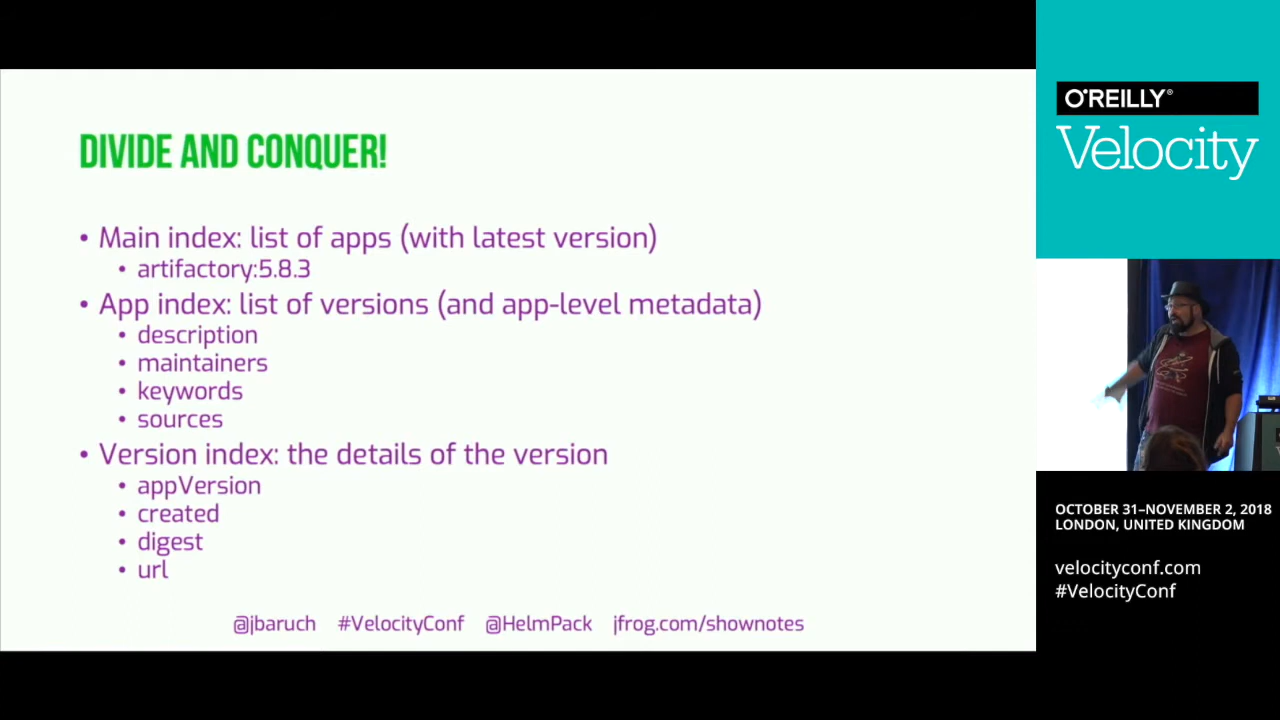 DIVIDE AND CONQUER!
• Main index: list of apps (with latest version)
• artifactory:5.8.3
• App index: list of versions (and app-level metadata)
• description
• maintainers
• keywords
• sources
• Version index: the details of the version
• appVersion
• created
• digest
• url
@jbaruch #VelocityConf @HelmPack jfrog.com/shownotes
O'REILLY®
Velocity
OCTOBER 31–NOVEMBER 2, 2018
LONDON, UNITED KINGDOM
velocityconf.com
#VelocityConf